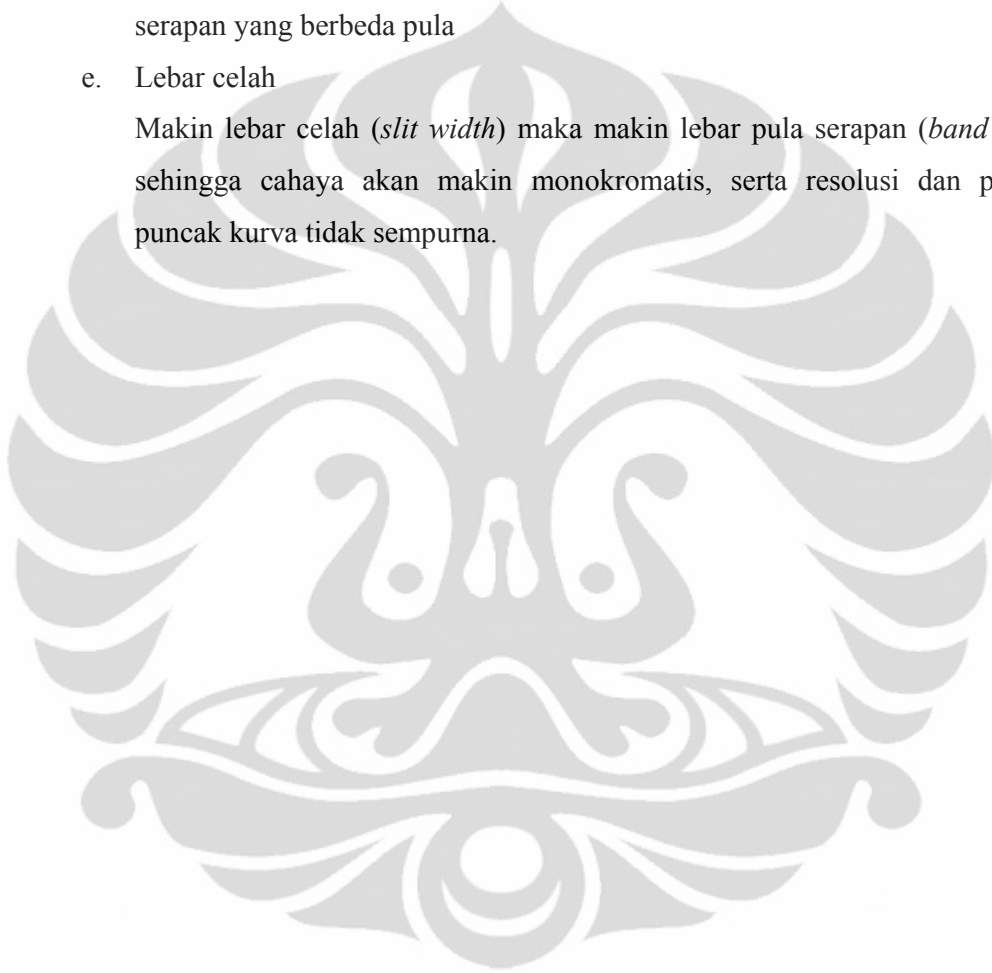 serapan yang berbeda pula
e. Lebar celah
Makin lebar celah (slit width) maka makin lebar pula serapan (band
sehingga cahaya akan makin monokromatis, serta resolusi dan p
puncak kurva tidak sempurna.